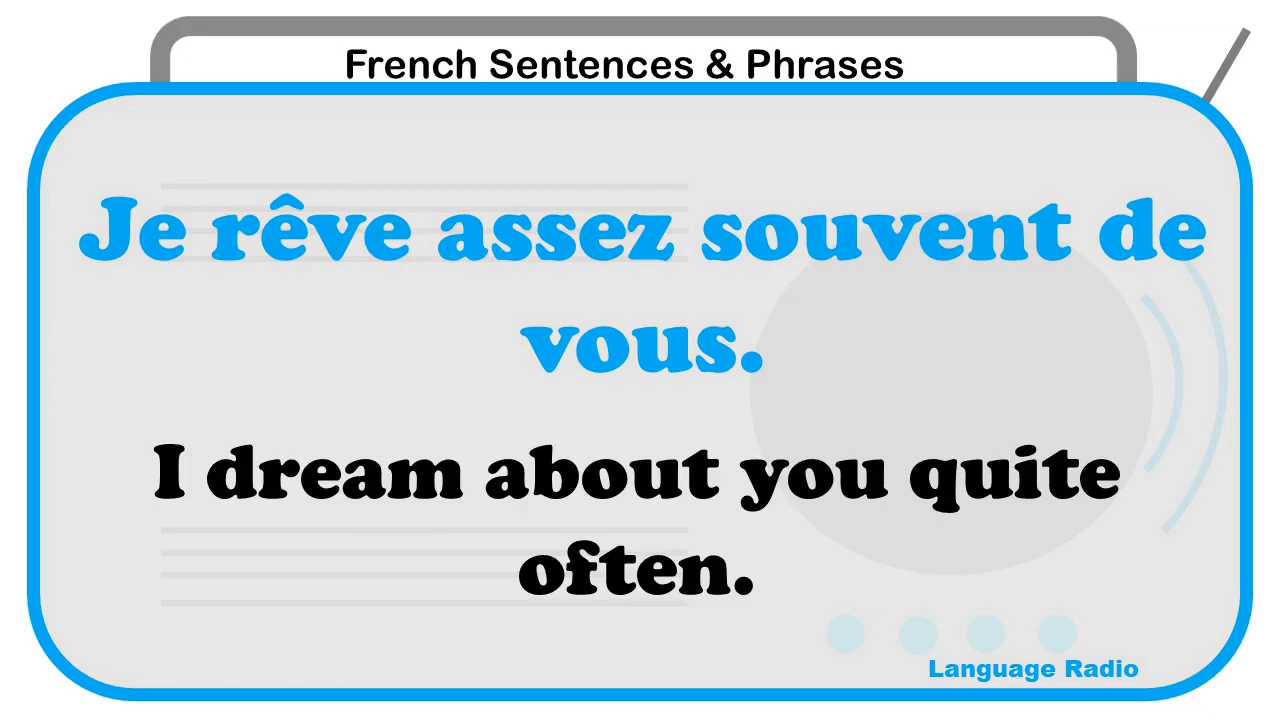 French Sentences & Phrases
Je rêve assez souvent de
vous.
I dream about you quite
often.
Language Radio